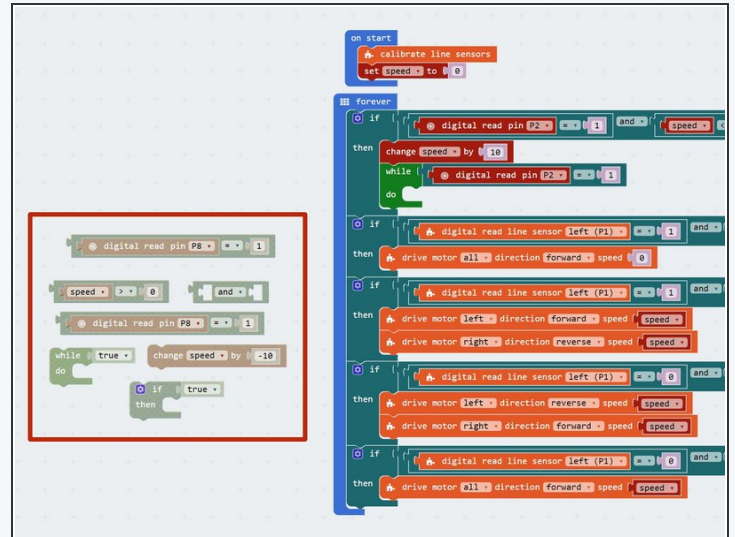 on start
calibrate line sensors
set speed to 0
forever
if digital read pin P2 = 1 and speed <
then change speed by 10
while digital read pin P2 = 1
do
if digital read line sensor left (P1) = 1 and
then drive motor all direction forward speed 0
if digital read line sensor left (P1) = 1 and
then drive motor left direction forward speed speed
drive motor right direction reverse speed speed
if digital read line sensor left (P1) = 0 and
then drive motor left direction reverse speed speed
drive motor right direction forward speed speed
if digital read line sensor left (P1) = 0 and
then drive motor all direction forward speed speed
digital read pin P8 = 1
speed > 0
and
digital read pin P8 = 1
while true
do
change speed by -10
if true
then